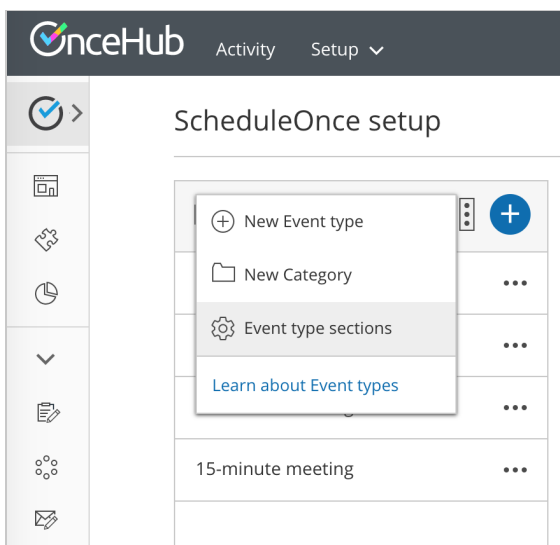 OnceHub
Activity
Setup
ScheduleOnce setup
New Event type
New Category
Event type sections
Learn about Event types
15-minute meeting